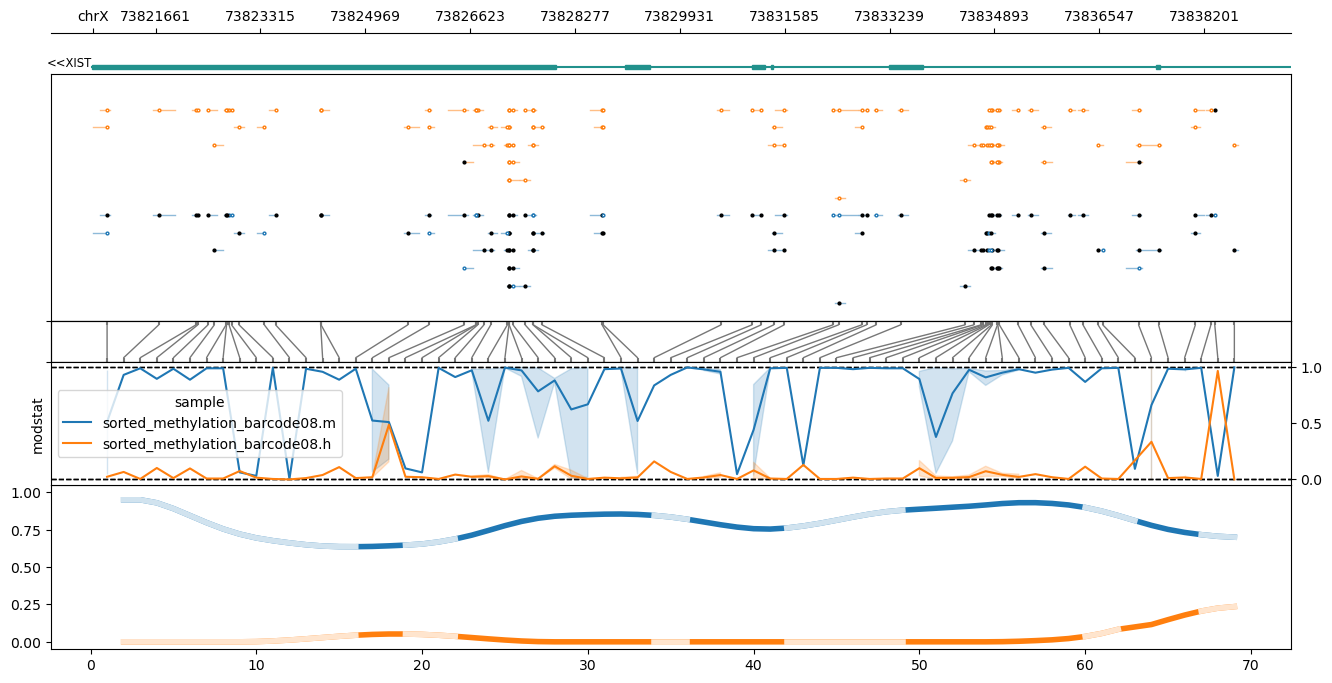 chrX 73821661 73823315 73824969 73826623 73828277 73829931 73831585 73833239 73834893 73836547 73838201
<<XIST
modstat
sample
sorted_methylation_barcode08.m
sorted_methylation_barcode08.h
1.0
0.5
0.0
1.00
0.75
0.50
0.25
0.00
0 10 20 30 40 50 60 70